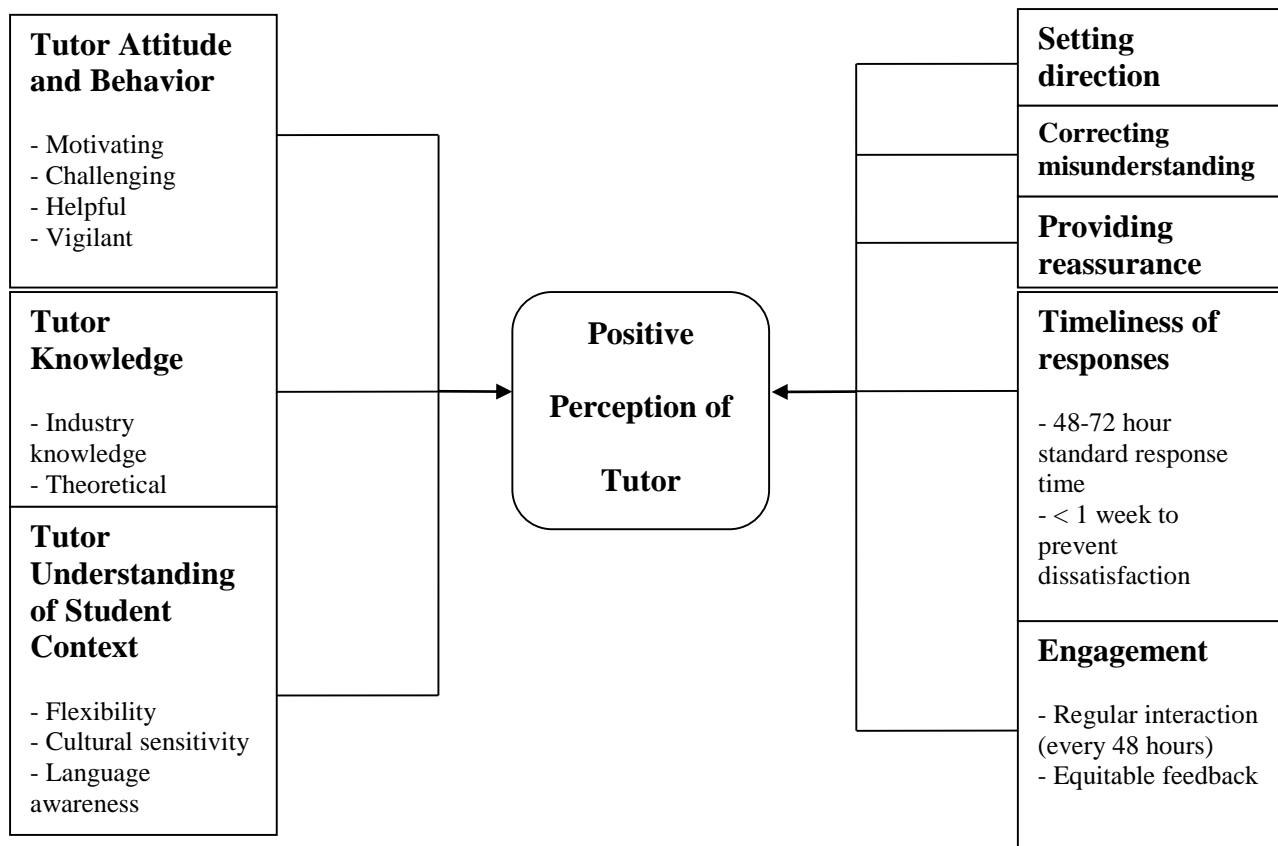 Tutor Attitude
and Behavior
- Motivating
- Challenging
- Helpful
- Vigilant
Tutor
Knowledge
- Industry
knowledge
- Theoretical
Tutor
Understanding
of Student
Context
- Flexibility
- Cultural sensitivity
- Language
awareness
Positive
Perception of
Tutor
Setting
direction
Correcting
misunderstanding
Providing
reassurance
Timeliness of
responses
- 48-72 hour
standard response
time
- < 1 week to
prevent
dissatisfaction
Engagement
- Regular interaction
(every 48 hours)
- Equitable feedback